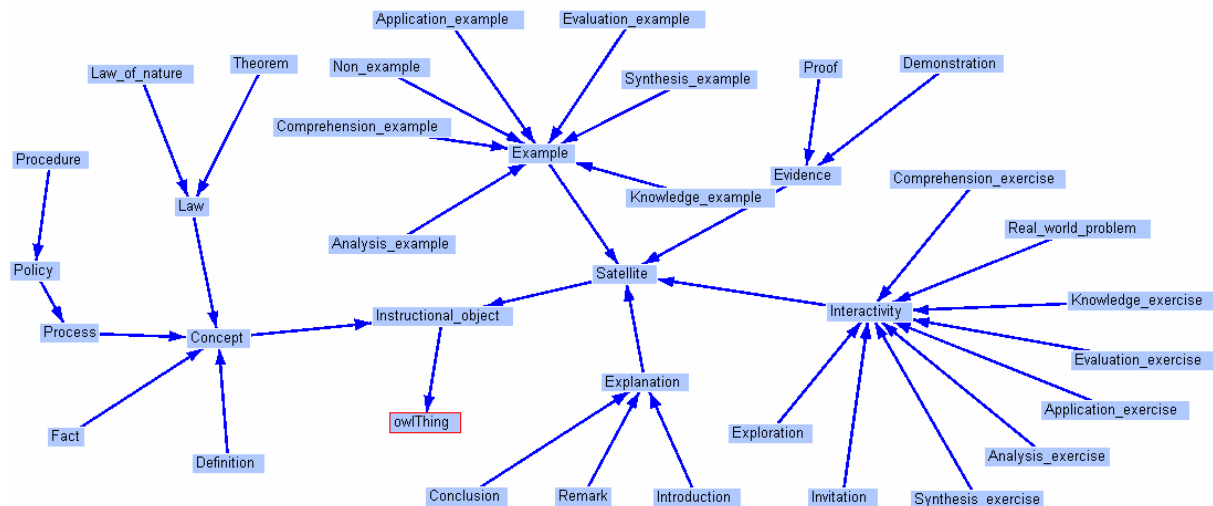 Application_example
Evaluation_example
Law_of_nature
Theorem
Non_example
Synthesis_example
Proof
Demonstration
Comprehension_example
Example
Procedure
Evidence
Comprehension_exercise
Law
Knowledge_example
Real_world_problem
Analysis_example
Policy
Satellite
Knowledge_exercise
Process
Concept
Instructional_object
Interactivity
Evaluation_exercise
Explanation
Application_exercise
owlThing
Fact
Exploration
Definition
Analysis_exercise
Conclusion
Remark
Introduction
Invitation
Synthesis_exercise